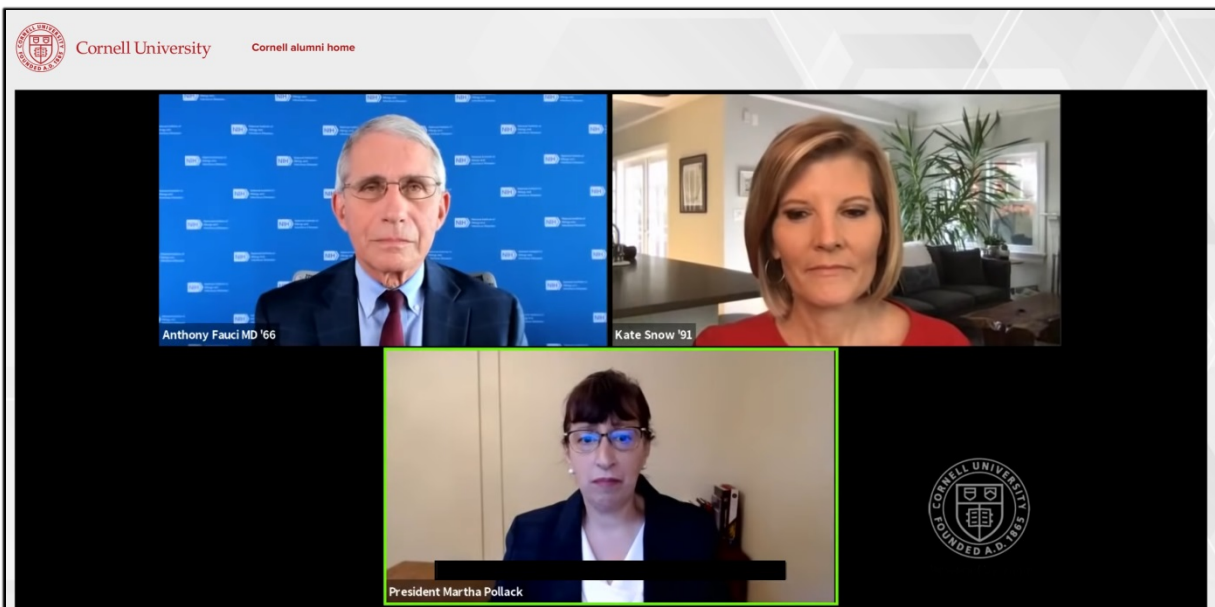 Cornell University
Cornell alumni home
NIH
Anthony Fauci MD '66
Kate Snow '91
President Martha Pollack
CORNELL UNIVERSITY
FOUNDED A.D. 1865